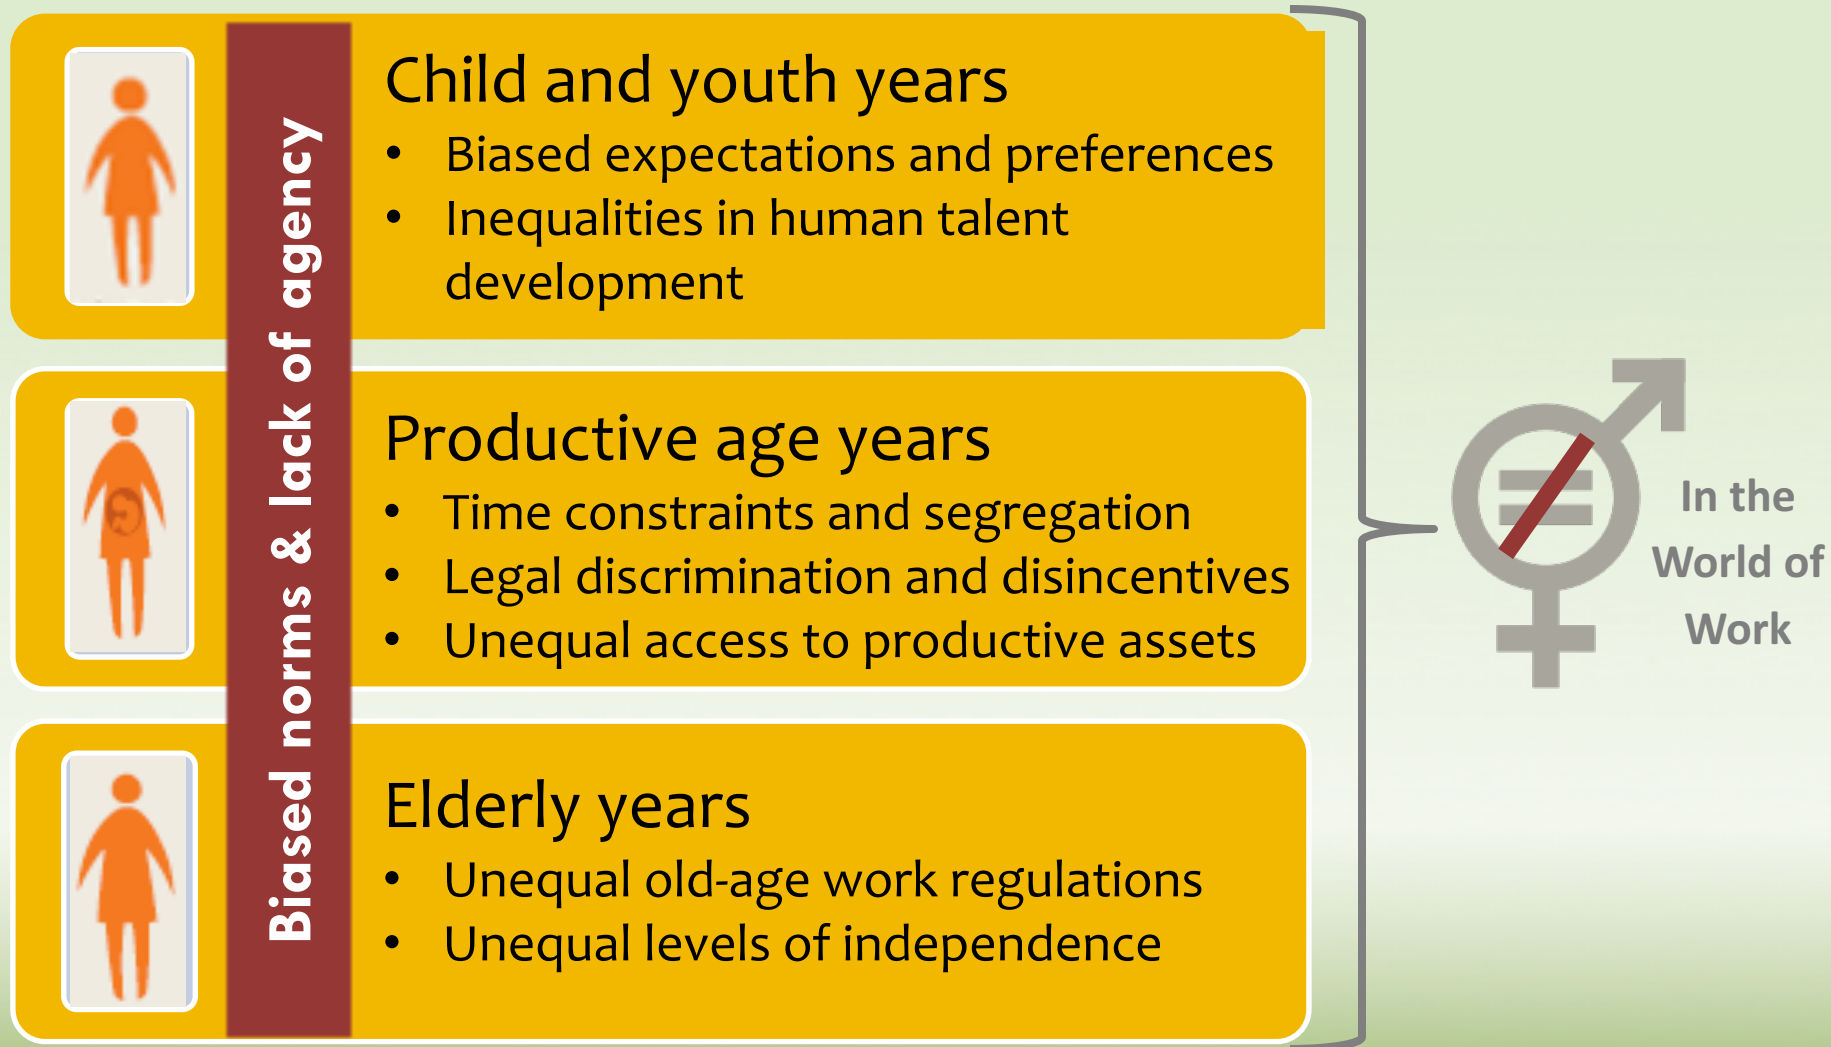 Biased norms & lack of agency
Child and youth years
• Biased expectations and preferences
• Inequalities in human talent
development
Productive age years
• Time constraints and segregation
• Legal discrimination and disincentives
• Unequal access to productive assets
Elderly years
• Unequal old-age work regulations
• Unequal levels of independence
In the
World of
Work